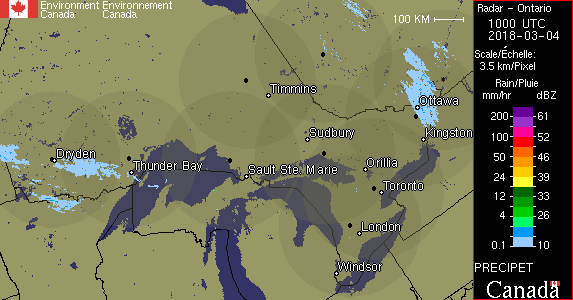 Environment Environnement
Canada Canada
Radar - Ontario
1000 UTC
2018-03-04
100 KM
Scale/Échelle:
3.5 km/Pixel
Rain/Pluie
mm/hr dBZ
200 61
100 52
50 46
24 39
12 33
4 26
1 18
0.1 10
PRECIPET
Canada
Timmins
Ottawa
Sudbury
Kingston
Dryden
Thunder Bay
Sault Ste. Marie
Orillia
Toronto
London
Windsor